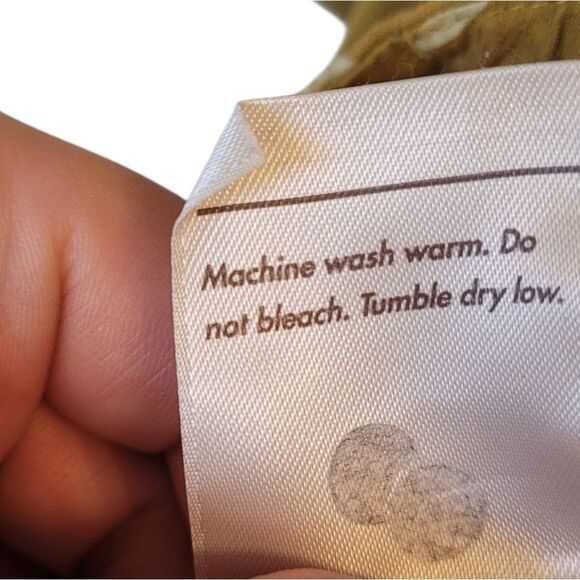 Machine wash warm. Do
not bleach. Tumble dry low.